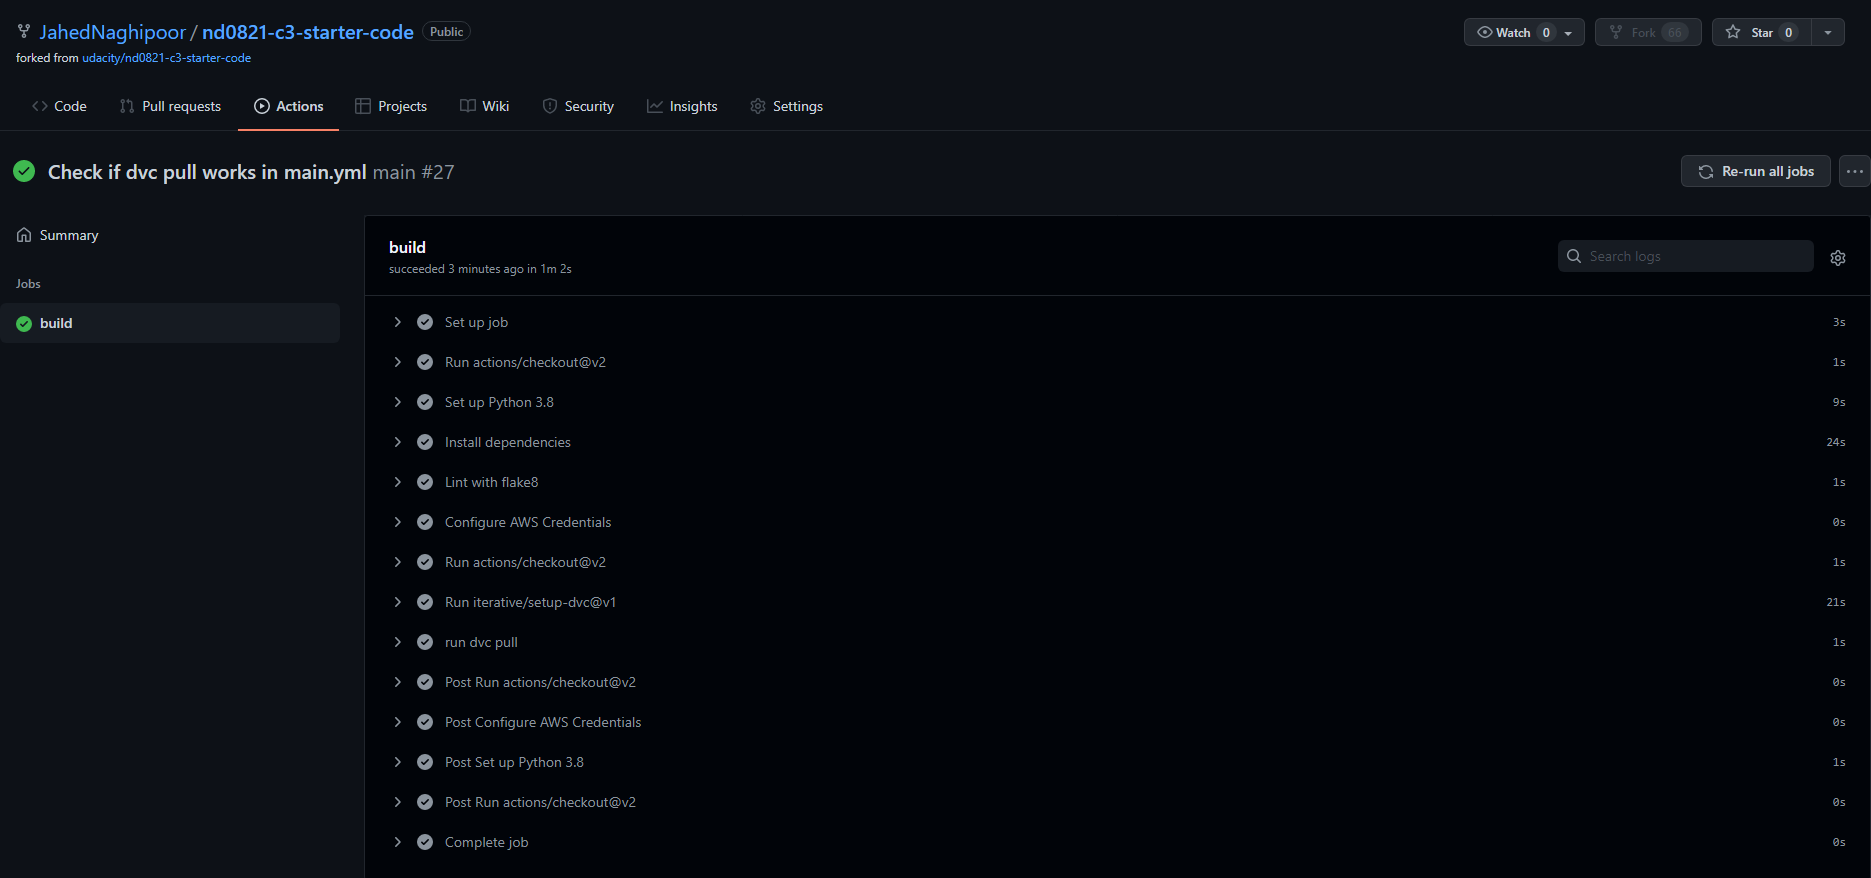 JahedNaghipoor / nd0821-c3-starter-code Public
Watch 0 Fork 66 Star 0
forked from udacity/nd0821-c3-starter-code
Code Pull requests Actions Projects Wiki Security Insights Settings
Check if dvc pull works in main.yml main #27
Re-run all jobs
Summary
Jobs
build
build
succeeded 3 minutes ago in 1m 2s
Search logs
Set up job 3s
Run actions/checkout@v2 1s
Set up Python 3.8 9s
Install dependencies 24s
Lint with flake8 1s
Configure AWS Credentials 0s
Run actions/checkout@v2 1s
Run iterative/setup-dvc@v1 21s
run dvc pull 1s
Post Run actions/checkout@v2 0s
Post Configure AWS Credentials 0s
Post Set up Python 3.8 1s
Post Run actions/checkout@v2 0s
Complete job 0s